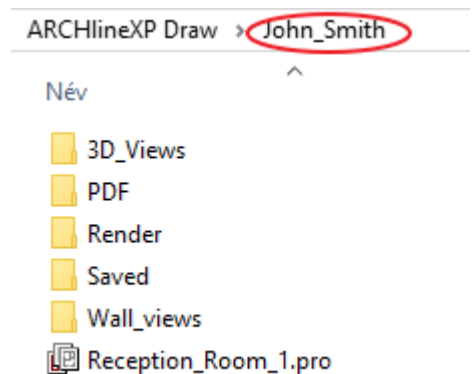 ARCHlineXP Draw > John_Smith
Név
3D_Views
PDF
Render
Saved
Wall_views
Reception_Room_1.pro